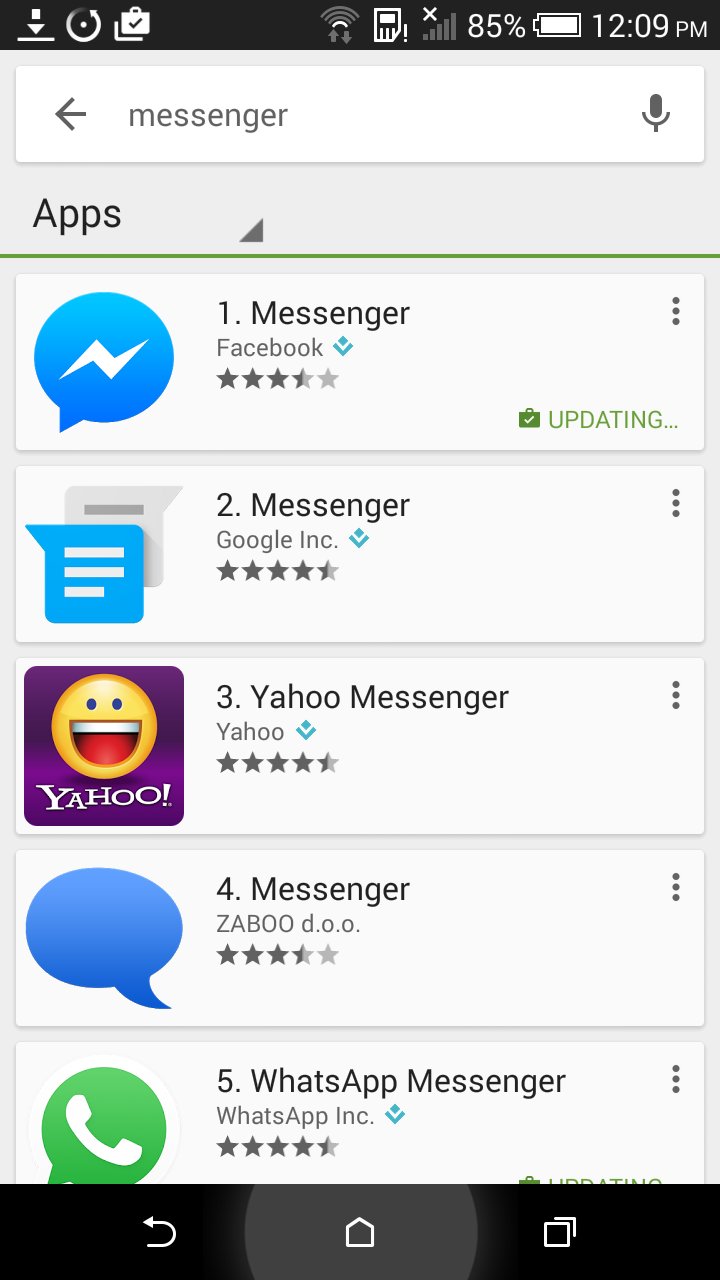 85% 12:09 PM
messenger
Apps
1. Messenger
Facebook
UPDATING...
2. Messenger
Google Inc.
3. Yahoo Messenger
Yahoo
YAHOO!
4. Messenger
ZABOO d.o.o.
5. WhatsApp Messenger
WhatsApp Inc.